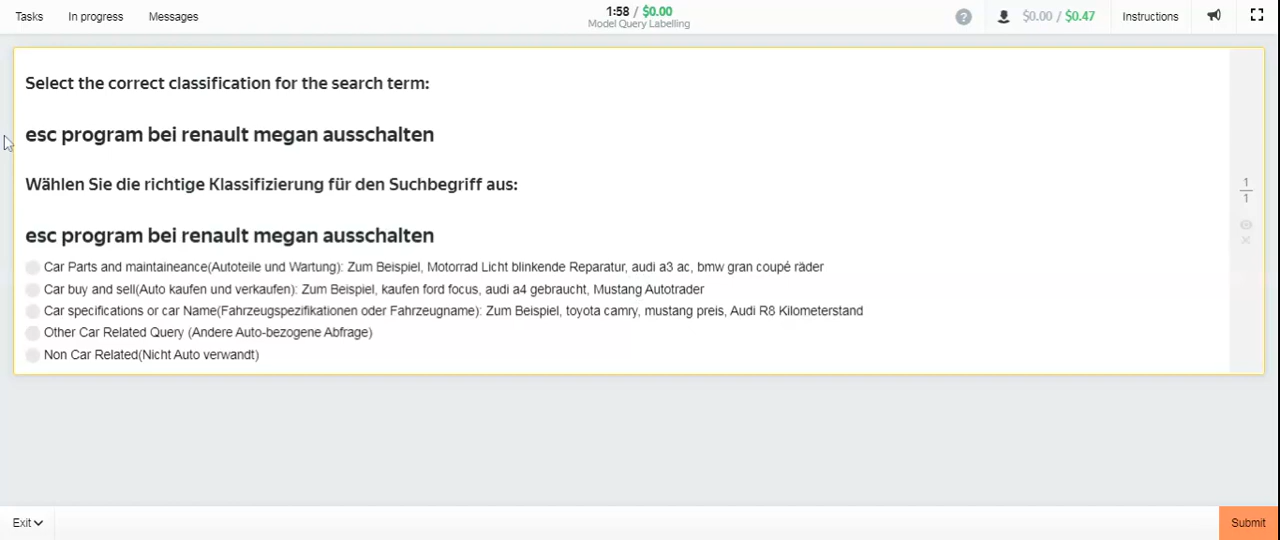 Tasks In progress Messages 1:58 / $0.00 ? $0.00 / $0.47 Instructions
Model Query Labelling
Select the correct classification for the search term:
esc program bei renault megan ausschalten
Wählen Sie die richtige Klassifizierung für den Suchbegriff aus:
esc program bei renault megan ausschalten
Car Parts and maintaineance(Autoteile und Wartung): Zum Beispiel, Motorrad Licht blinkende Reparatur, audi a3 ac, bmw gran coupé räder
Car buy and sell(Auto kaufen und verkaufen): Zum Beispiel, kaufen ford focus, audi a4 gebraucht, Mustang Autotrader
Car specifications or car Name(Fahrzeugspezifikationen oder Fahrzeugname): Zum Beispiel, toyota camry, mustang preis, Audi R8 Kilometerstand
Other Car Related Query (Andere Auto-bezogene Abfrage)
Non Car Related(Nicht Auto verwandt)
1
1
Exit Submit